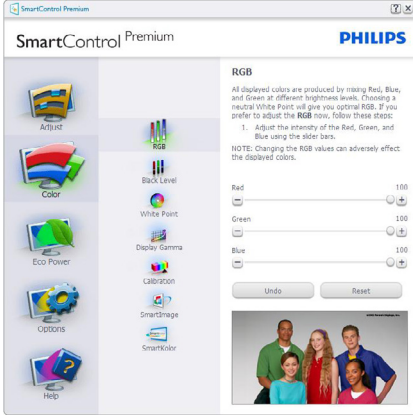 SmartControl Premium
SmartControl Premium
PHILIPS
Adjust
Color
Eco Power
Options
Help
RGB
Black Level
White Point
Display Gamma
Calibration
SmartImage
SmartKolor
RGB
All displayed colors are produced by mixing Red, Blue,
and Green at different brightness levels. Choosing a
neutral White Point will give you optimal RGB. If you
prefer to adjust the RGB now, follow these steps:
1. Adjust the intensity of the Red, Green, and
Blue using the slider bars.
NOTE: Changing the RGB values can adversely effect
the displayed colors.
Red 100
Green 100
Blue 100
Undo Reset